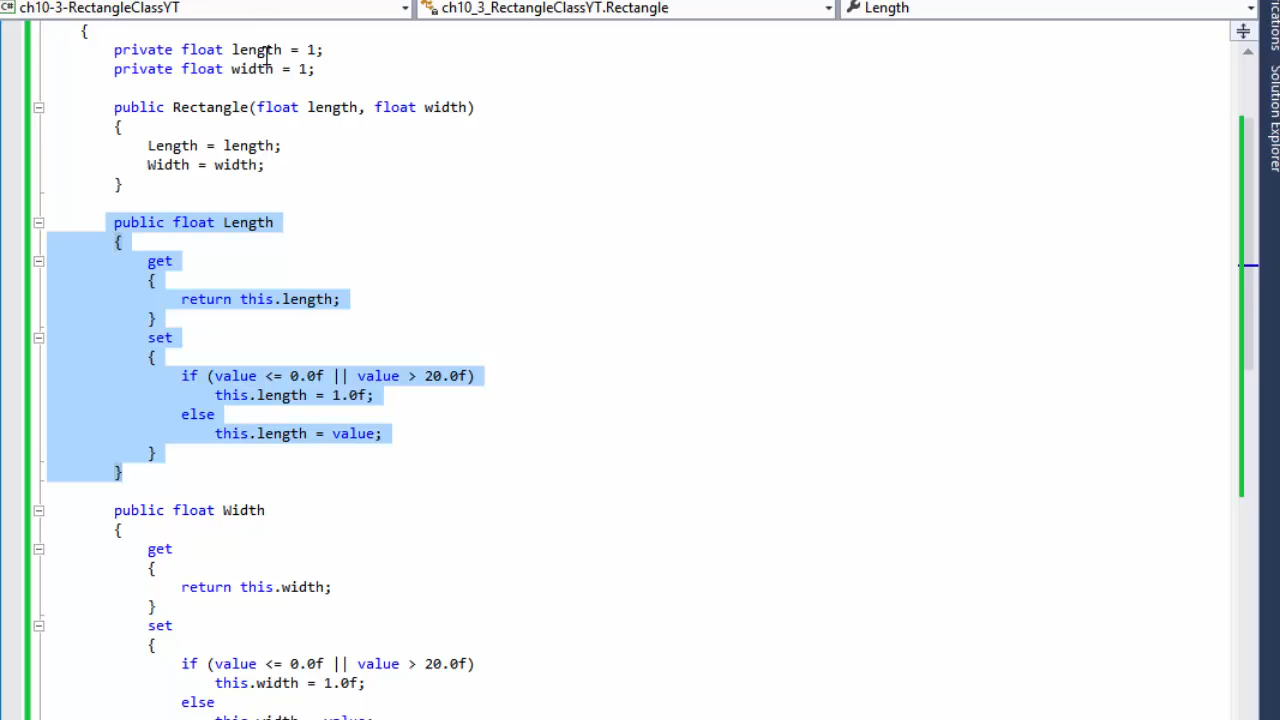 ch10-3-RectangleClassYT ch10_3_RectangleClassYT.Rectangle Length
{
private float length = 1;
private float width = 1;
public Rectangle(float length, float width)
{
Length = length;
Width = width;
}
public float Length
{
get
{
return this.length;
}
set
{
if (value <= 0.0f || value > 20.0f)
this.length = 1.0f;
else
this.length = value;
}
}
public float Width
{
get
{
return this.width;
}
set
{
if (value <= 0.0f || value > 20.0f)
this.width = 1.0f;
else
this.width = value;
Solution Explorer